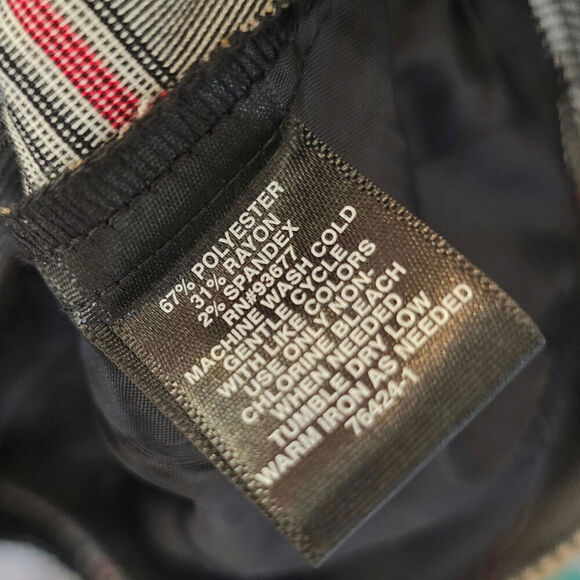 67% POLYESTER
31% RAYON
2% SPANDEX
RN#93677
MACHINE WASH COLD
GENTLE CYCLE
WITH LIKE COLORS
USE ONLY NON-
CHLORINE BLEACH
WHEN NEEDED
TUMBLE DRY LOW
WARM IRON AS NEEDED
76424-1